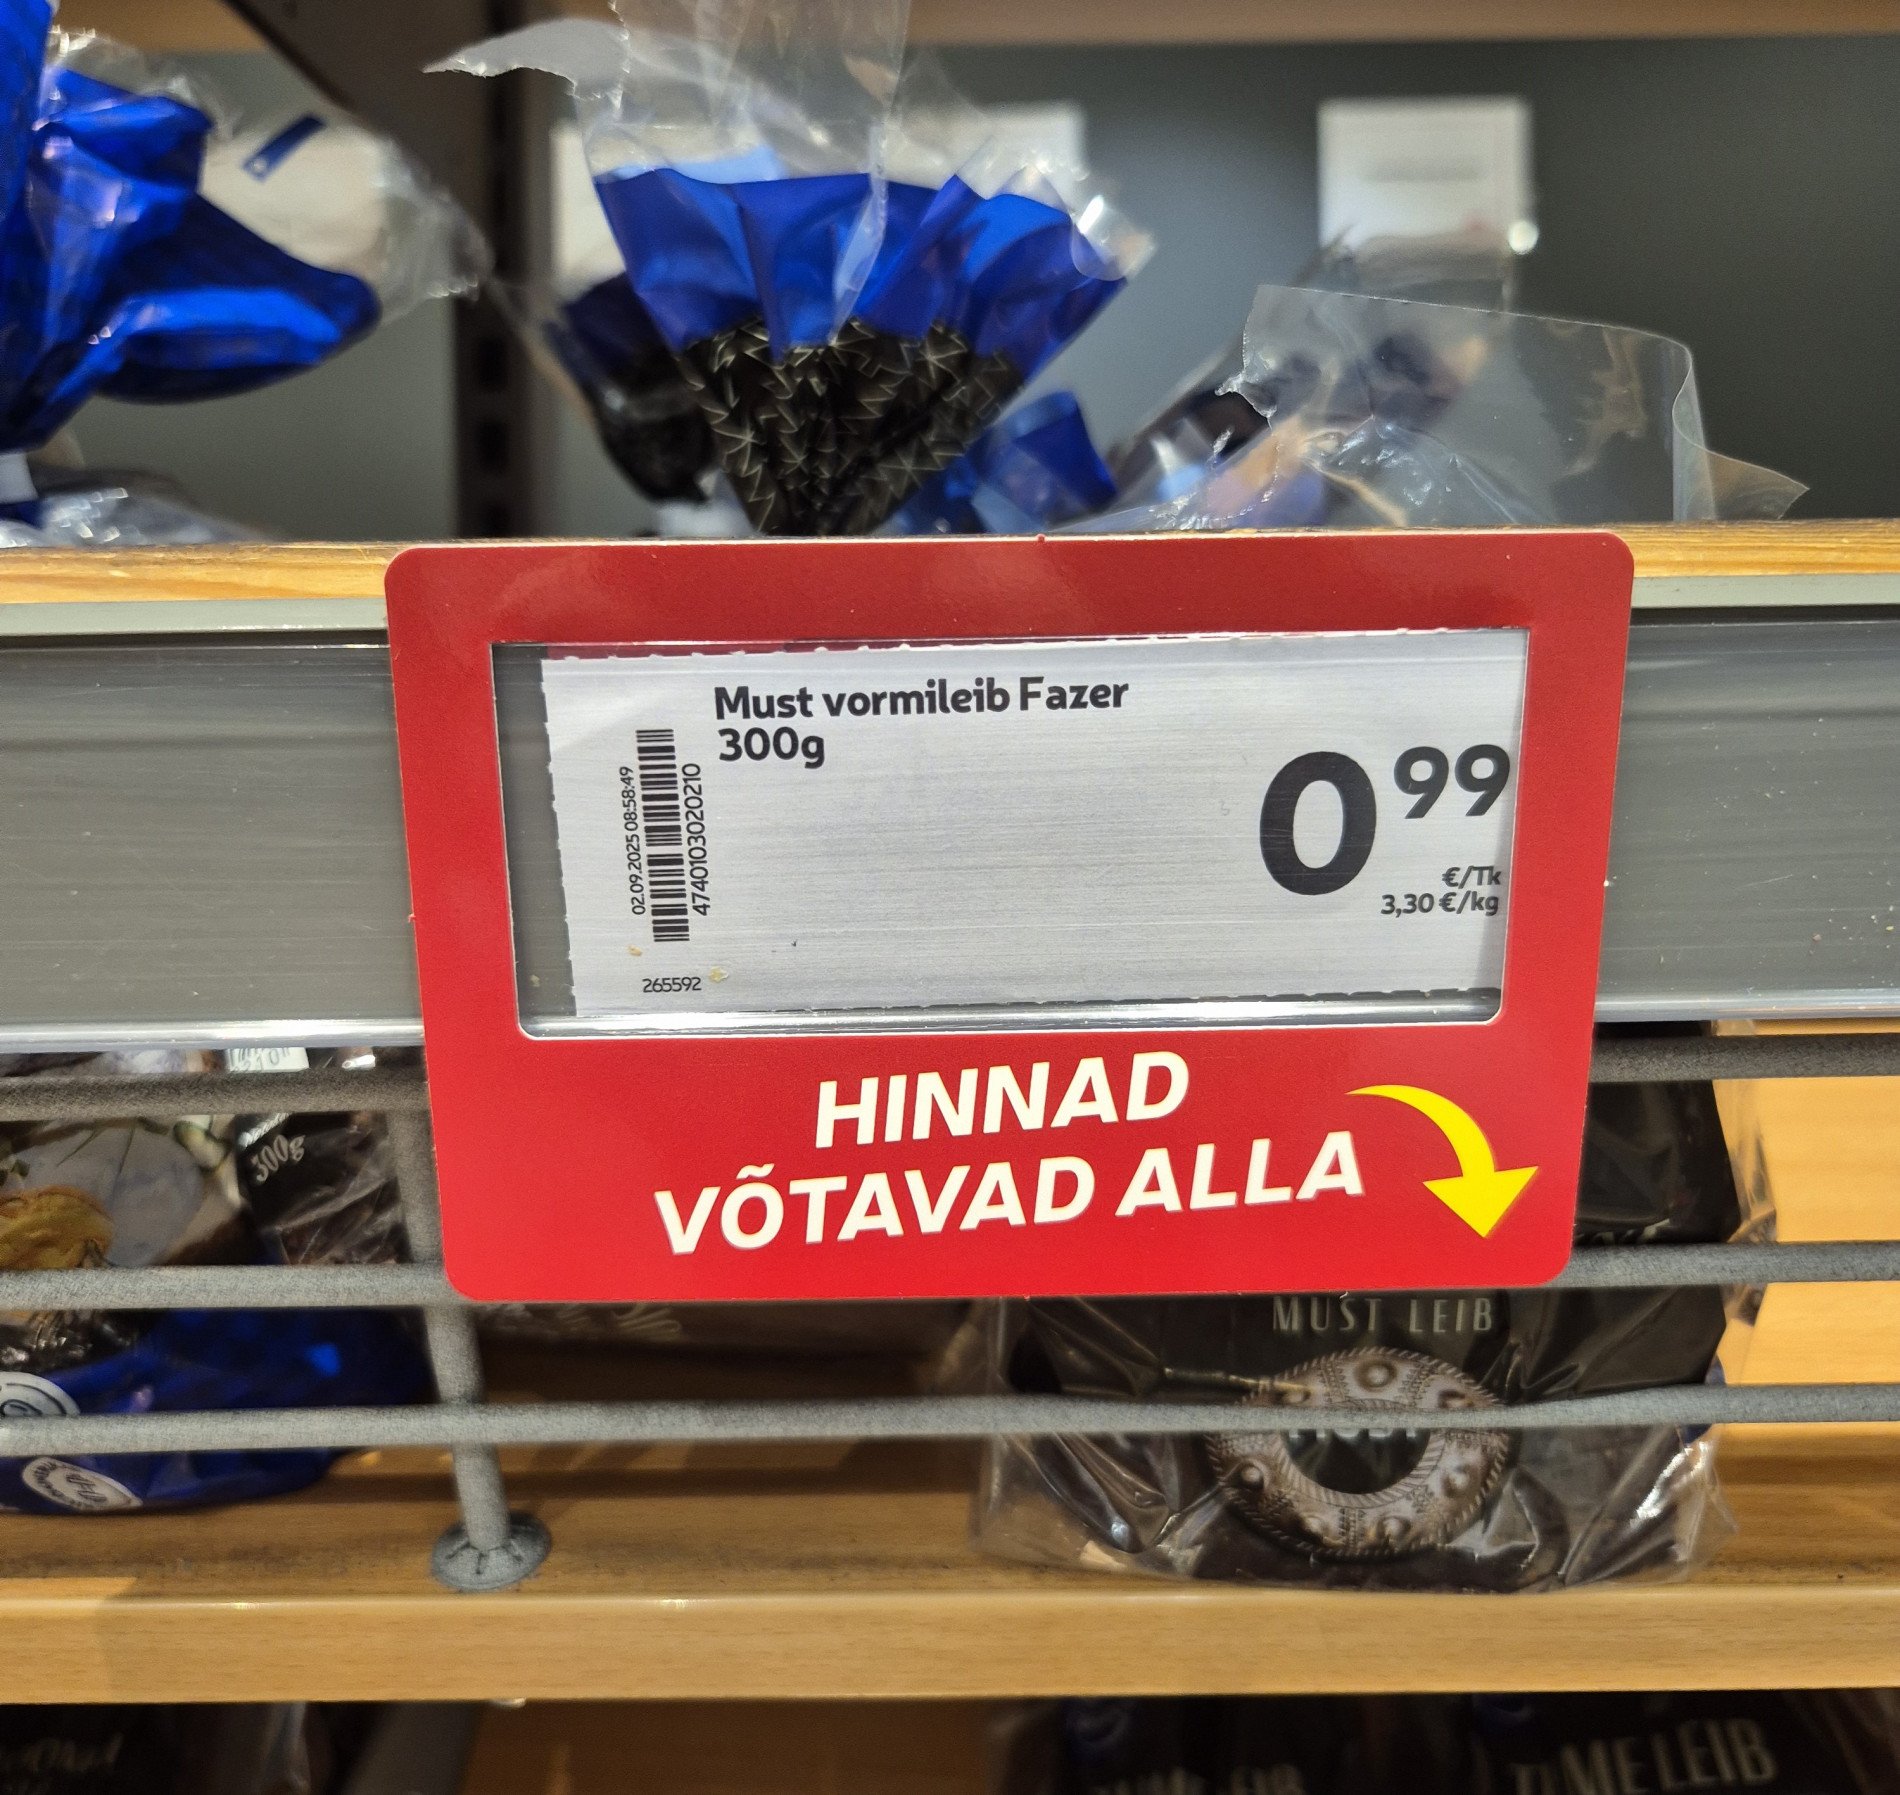 Must vormileib Fazer
300g
02.09.2025 08:58:49
4740103020210
265592
0 99
€/Tk
3,30 €/kg
HINNAD
VÕTAVAD ALLA
300g
MUST LEIB
LEIB